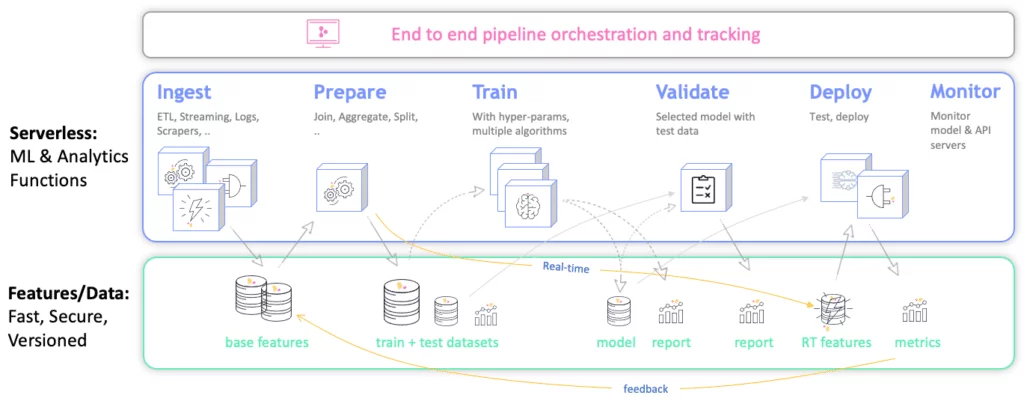 End to end pipeline orchestration and tracking
Serverless:
ML & Analytics
Functions
Ingest
ETL, Streaming, Logs,
Scrapers, ..
Prepare
Join, Aggregate, Split,
..
Train
With hyper-params,
multiple algorithms
Validate
Selected model with
test data
Deploy
Test, deploy
Monitor
Monitor
model & API
servers
Features/Data:
Fast, Secure,
Versioned
Real-time
base features
train + test datasets
model
report
report
RT features
metrics
feedback